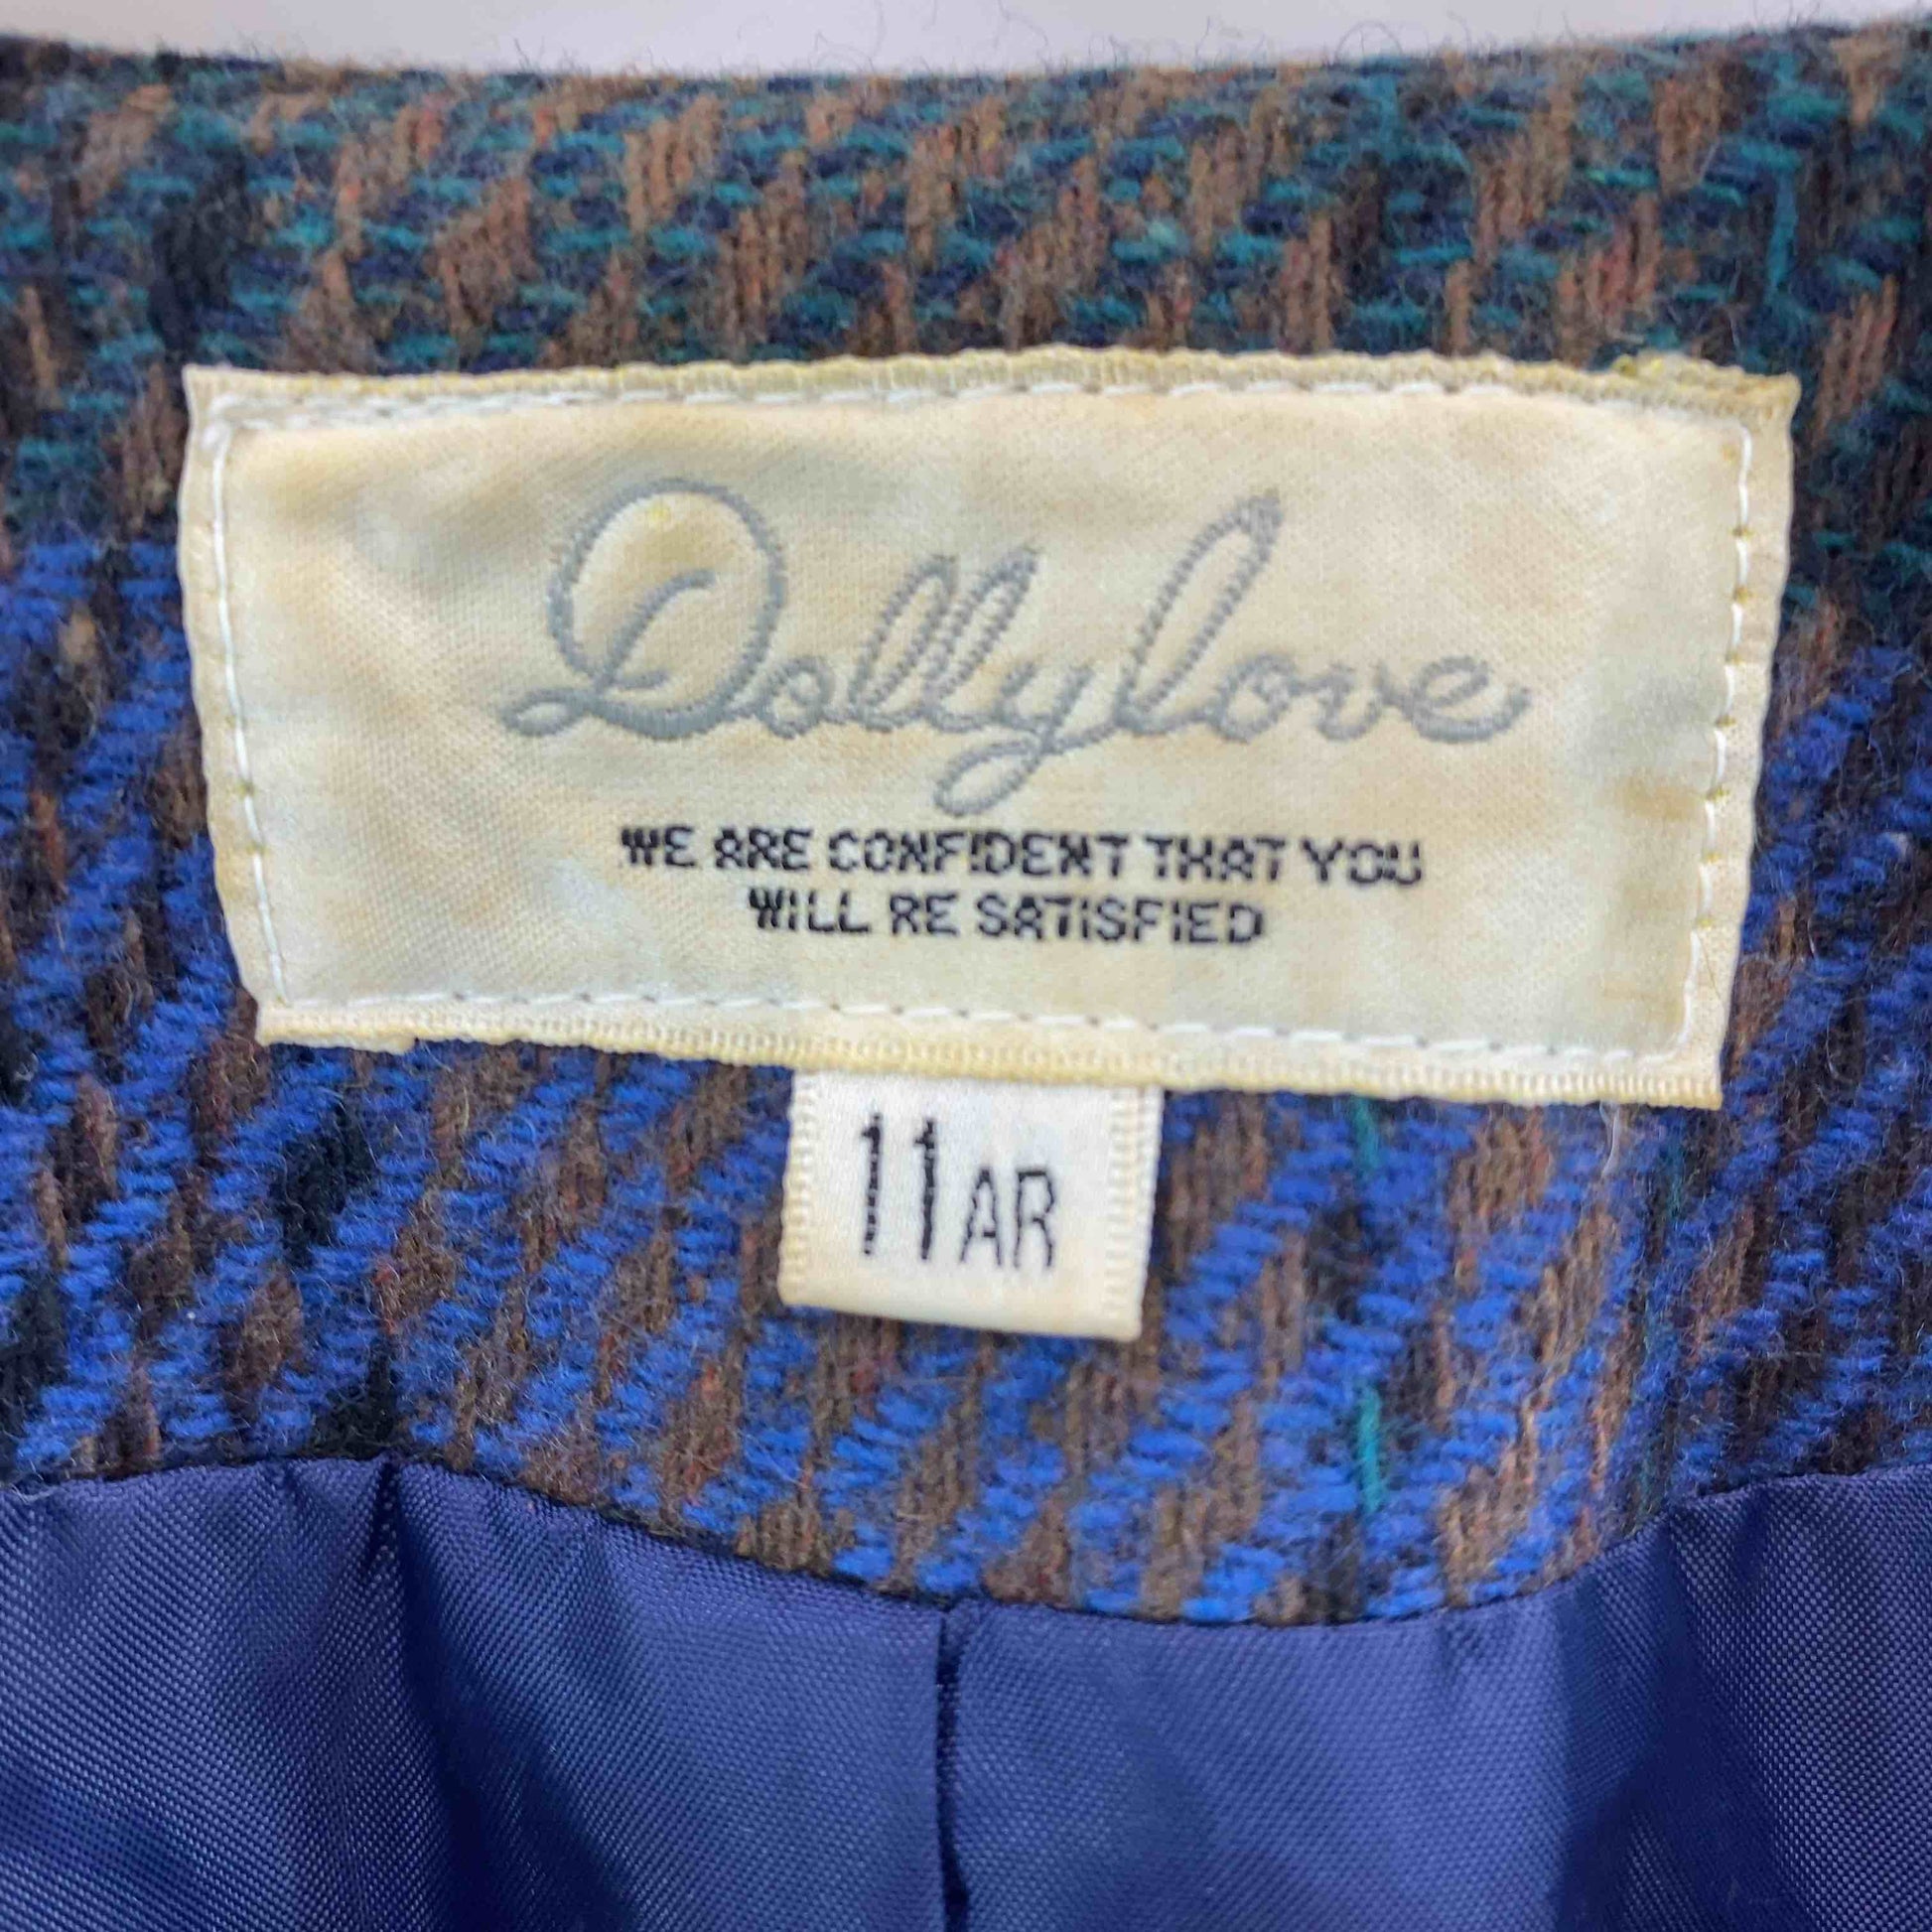 Dollylove
WE ARE CONFIDENT THAT YOU
WILL RE SATISFIED
11AR